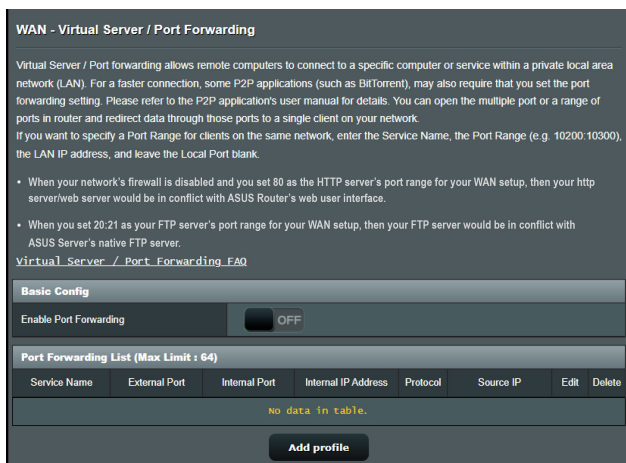 WAN - Virtual Server / Port Forwarding
Virtual Server / Port forwarding allows remote computers to connect to a specific computer or service within a private local area
network (LAN). For a faster connection, some P2P applications (such as BitTorrent), may also require that you set the port
forwarding setting. Please refer to the P2P application's user manual for details. You can open the multiple port or a range of
ports in router and redirect data through those ports to a single client on your network.
If you want to specify a Port Range for clients on the same network, enter the Service Name, the Port Range (e.g. 10200:10300),
the LAN IP address, and leave the Local Port blank.
• When your network's firewall is disabled and you set 80 as the HTTP server's port range for your WAN setup, then your http
server/web server would be in conflict with ASUS Router's web user interface.
• When you set 20:21 as your FTP server's port range for your WAN setup, then your FTP server would be in conflict with
ASUS Server's native FTP server.
Virtual Server / Port Forwarding FAQ
Basic Config
Enable Port Forwarding OFF
Port Forwarding List (Max Limit : 64)
Service Name External Port Internal Port Internal IP Address Protocol Source IP Edit Delete
No data in table.
Add profile